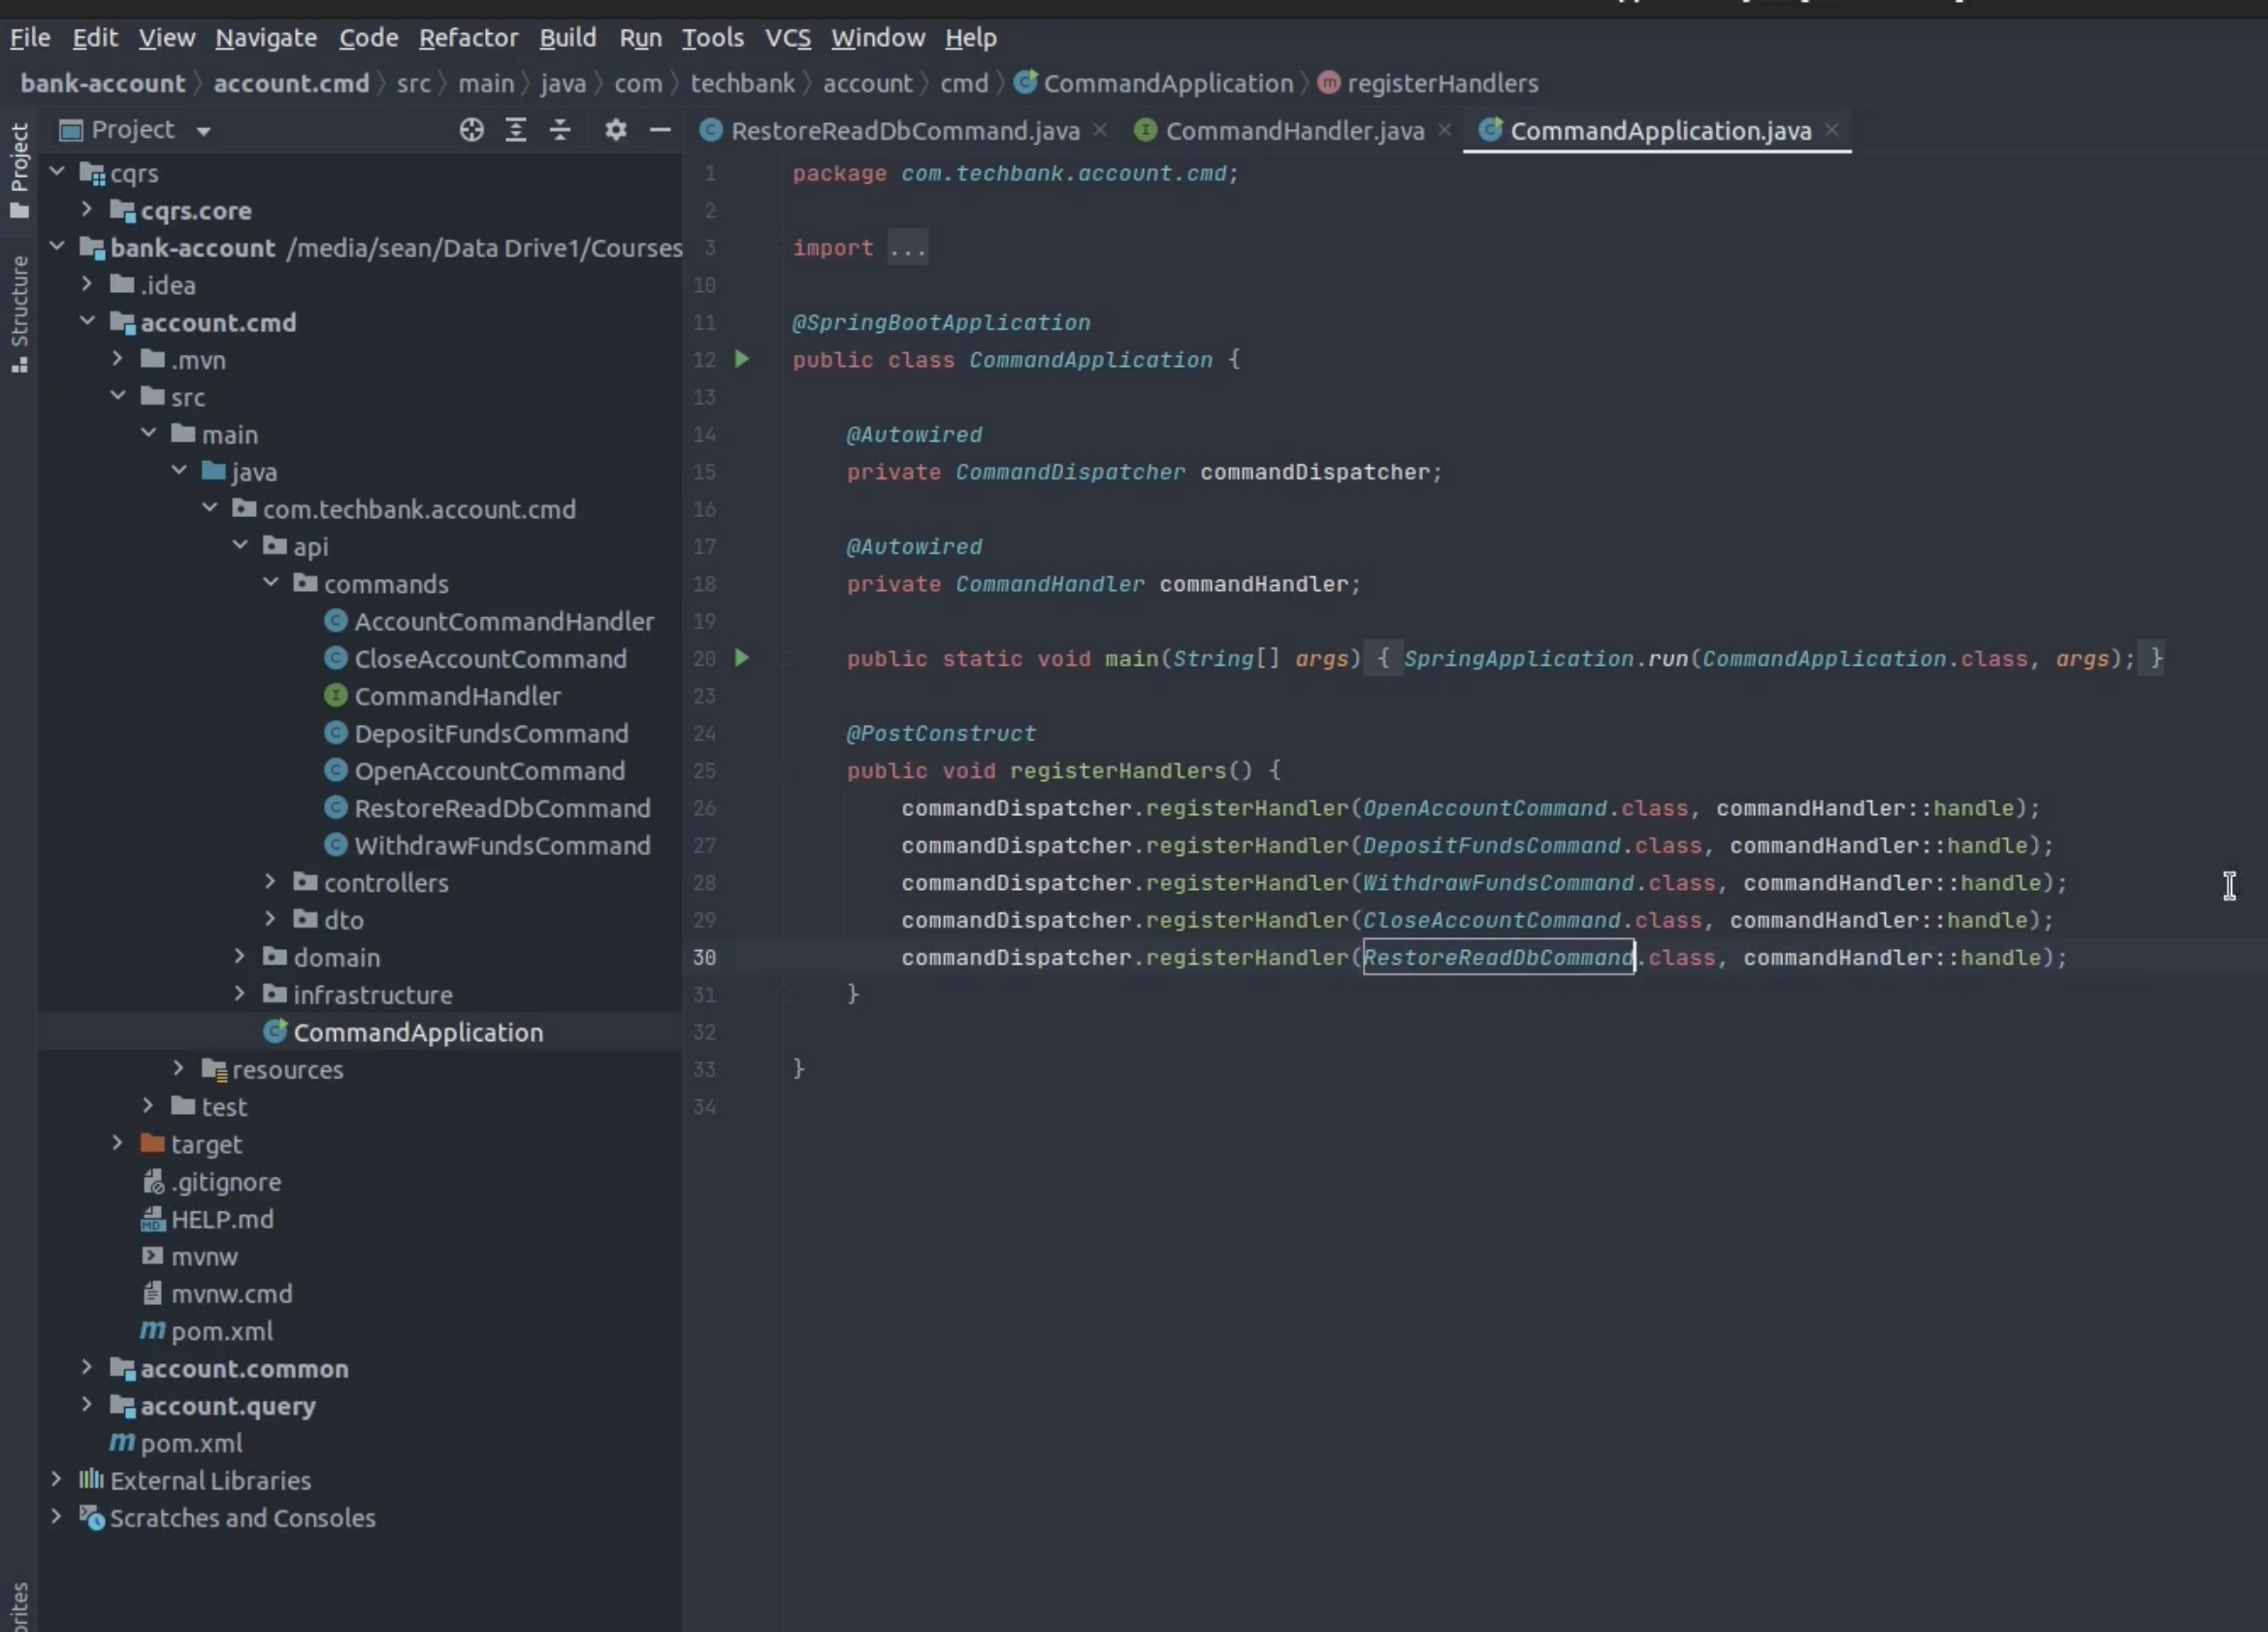 File Edit View Navigate Code Refactor Build Run Tools VCS Window Help
bank-account account.cmd src main java com techbank account cmd CommandApplication registerHandlers
Project
RestoreReadDbCommand.java CommandHandler.java CommandApplication.java
Project
Structure
cqrs
cqrs.core
bank-account /media/sean/Data Drive1/Courses
.idea
account.cmd
.mvn
src
main
java
com.techbank.account.cmd
api
commands
AccountCommandHandler
CloseAccountCommand
CommandHandler
DepositFundsCommand
OpenAccountCommand
RestoreReadDbCommand
WithdrawFundsCommand
controllers
dto
domain
infrastructure
CommandApplication
resources
test
target
.gitignore
HELP.md
mvnw
mvnw.cmd
pom.xml
account.common
account.query
pom.xml
External Libraries
Scratches and Consoles
1 package com.techbank.account.cmd;
2
3 import ...
10
11 @SpringBootApplication
12 public class CommandApplication {
13
14 @Autowired
15 private CommandDispatcher commandDispatcher;
16
17 @Autowired
18 private CommandHandler commandHandler;
19
20 public static void main(String[] args) { SpringApplication.run(CommandApplication.class, args); }
23
24 @PostConstruct
25 public void registerHandlers() {
26 commandDispatcher.registerHandler(OpenAccountCommand.class, commandHandler::handle);
27 commandDispatcher.registerHandler(DepositFundsCommand.class, commandHandler::handle);
28 commandDispatcher.registerHandler(WithdrawFundsCommand.class, commandHandler::handle);
29 commandDispatcher.registerHandler(CloseAccountCommand.class, commandHandler::handle);
30 commandDispatcher.registerHandler(RestoreReadDbCommand.class, commandHandler::handle);
31 }
32
33 }
34